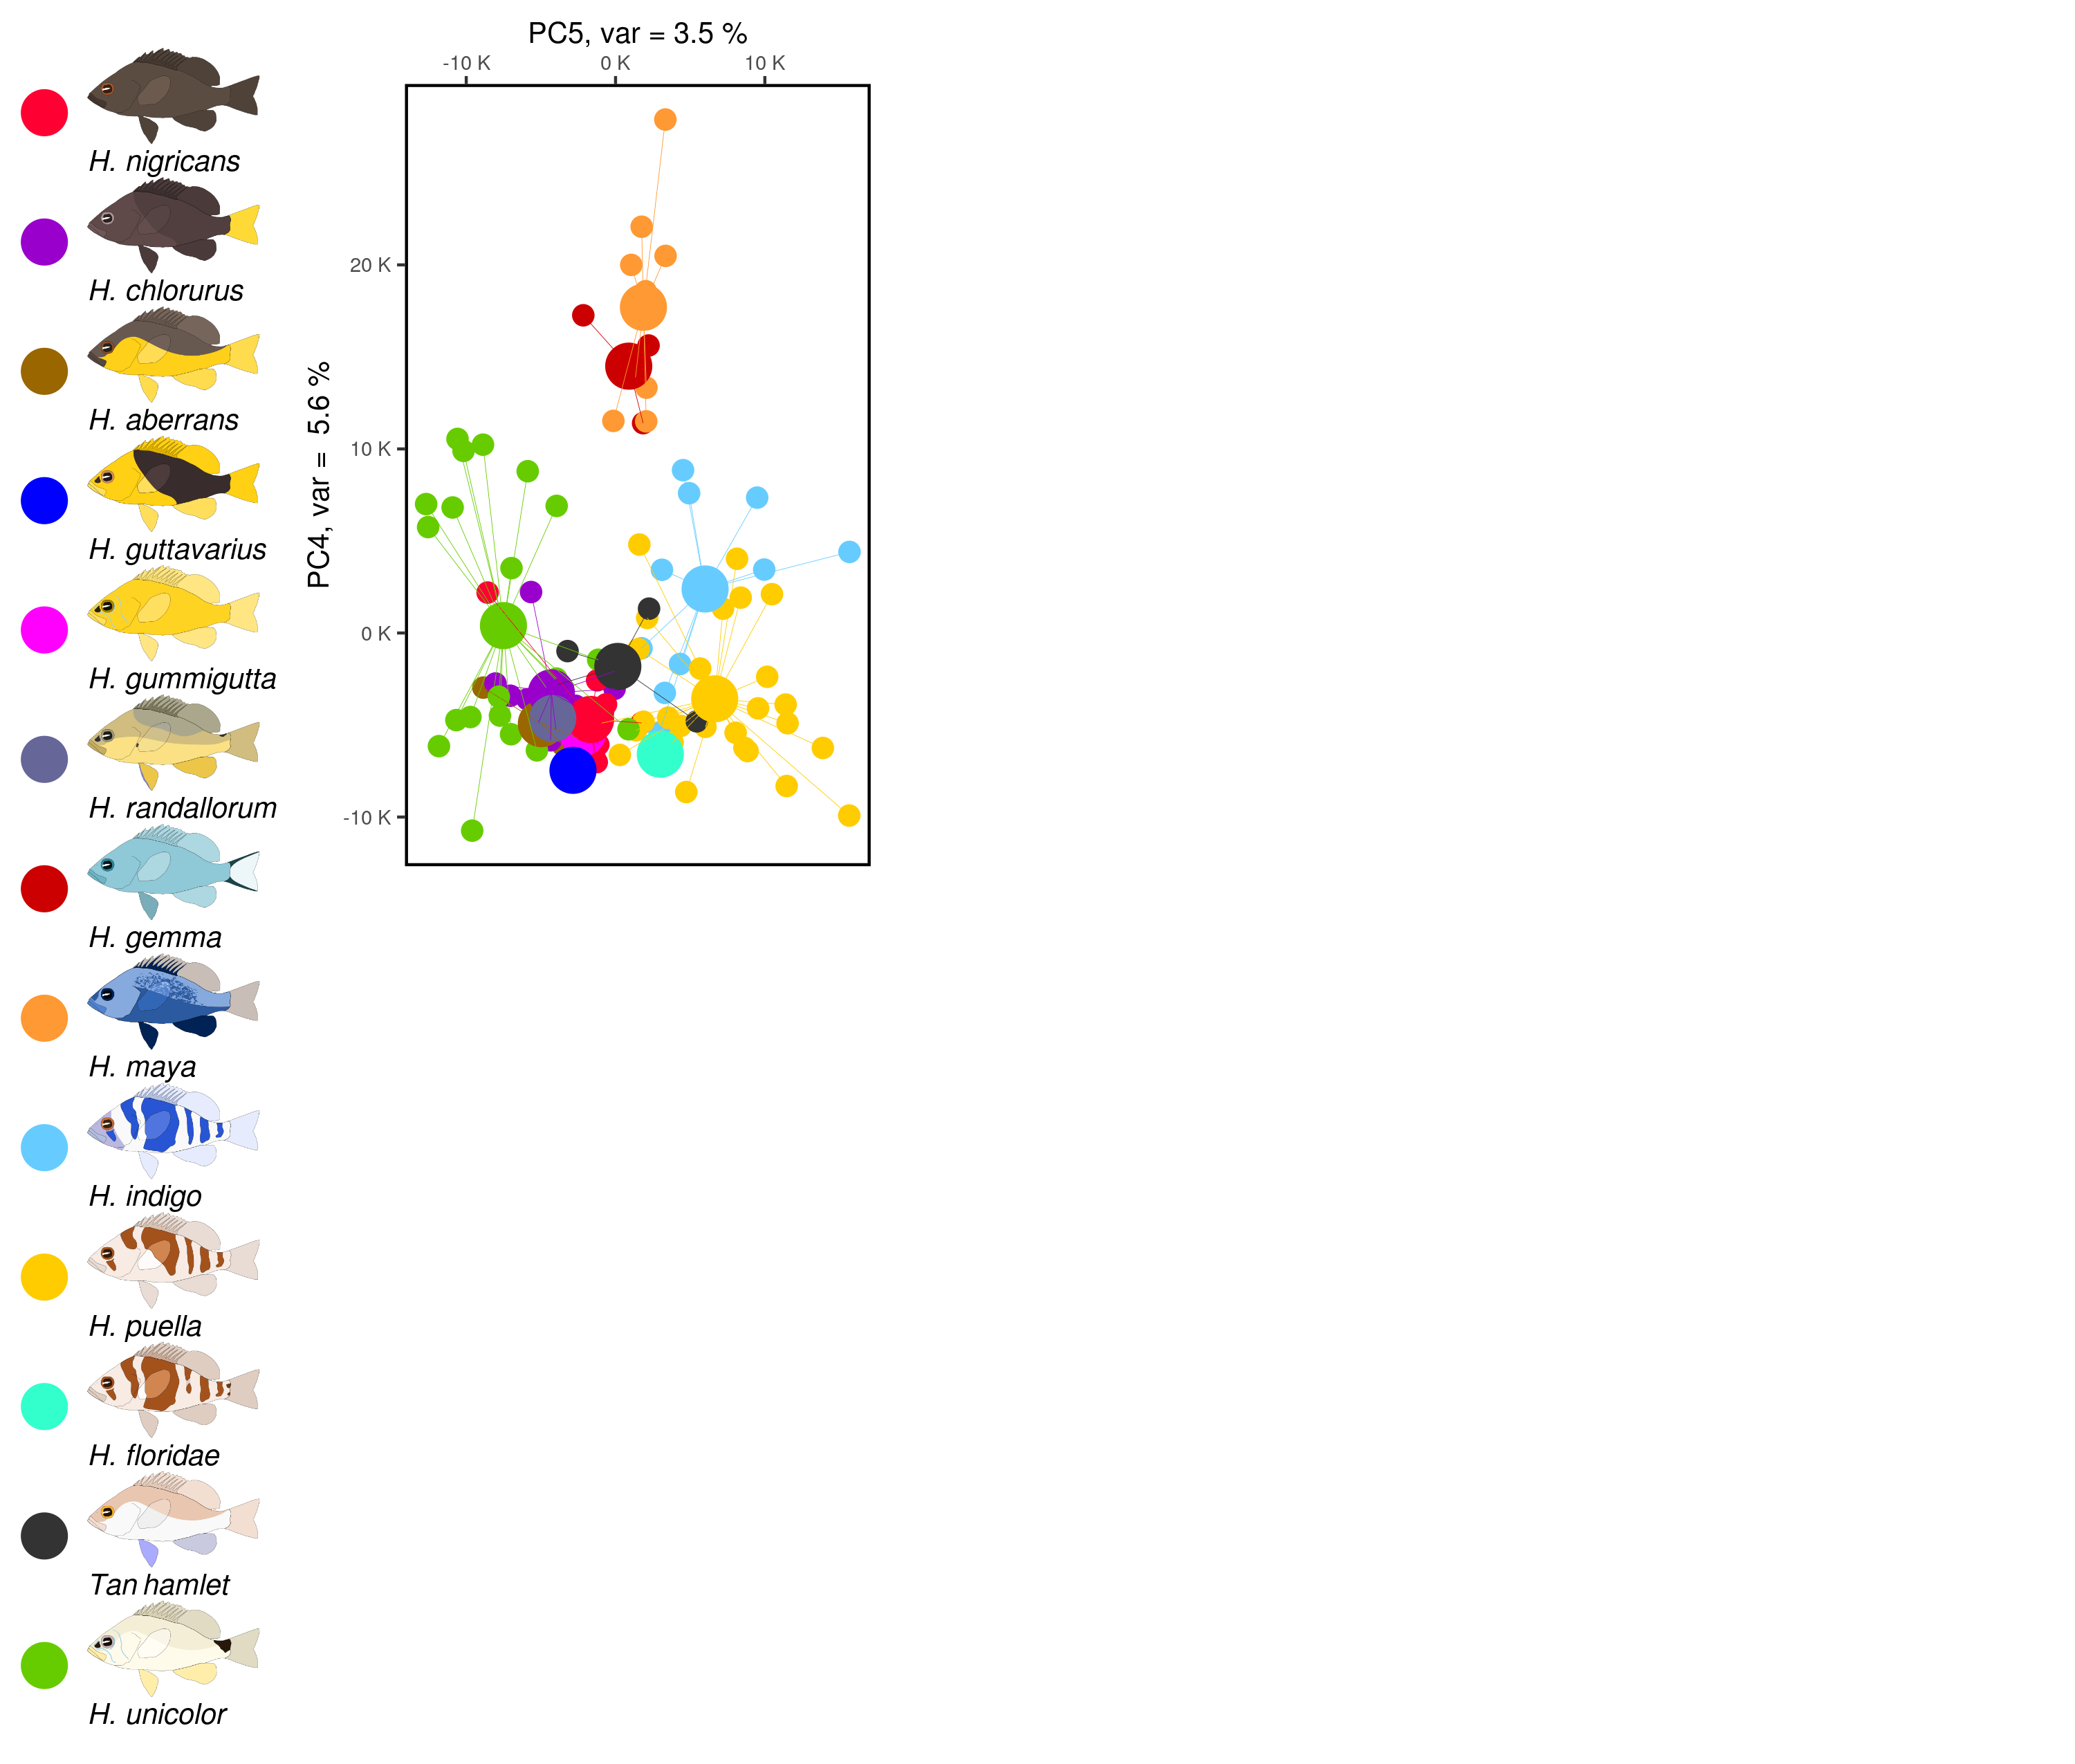 PC5, var = 3.5 %
-10 K 0 K 10 K
PC4, var = 5.6 %
20 K
10 K
0 K
-10 K
H. nigricans
H. chlorurus
H. aberrans
H. guttavarius
H. gummigutta
H. randallorum
H. gemma
H. maya
H. indigo
H. puella
H. floridae
Tan hamlet
H. unicolor